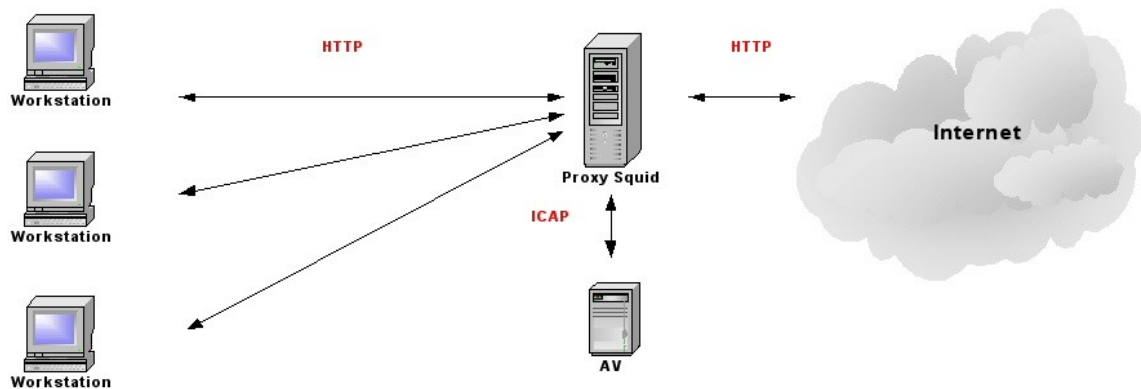 HTTP
HTTP
Workstation
Internet
Proxy Squid
Workstation
ICAP
AV
Workstation